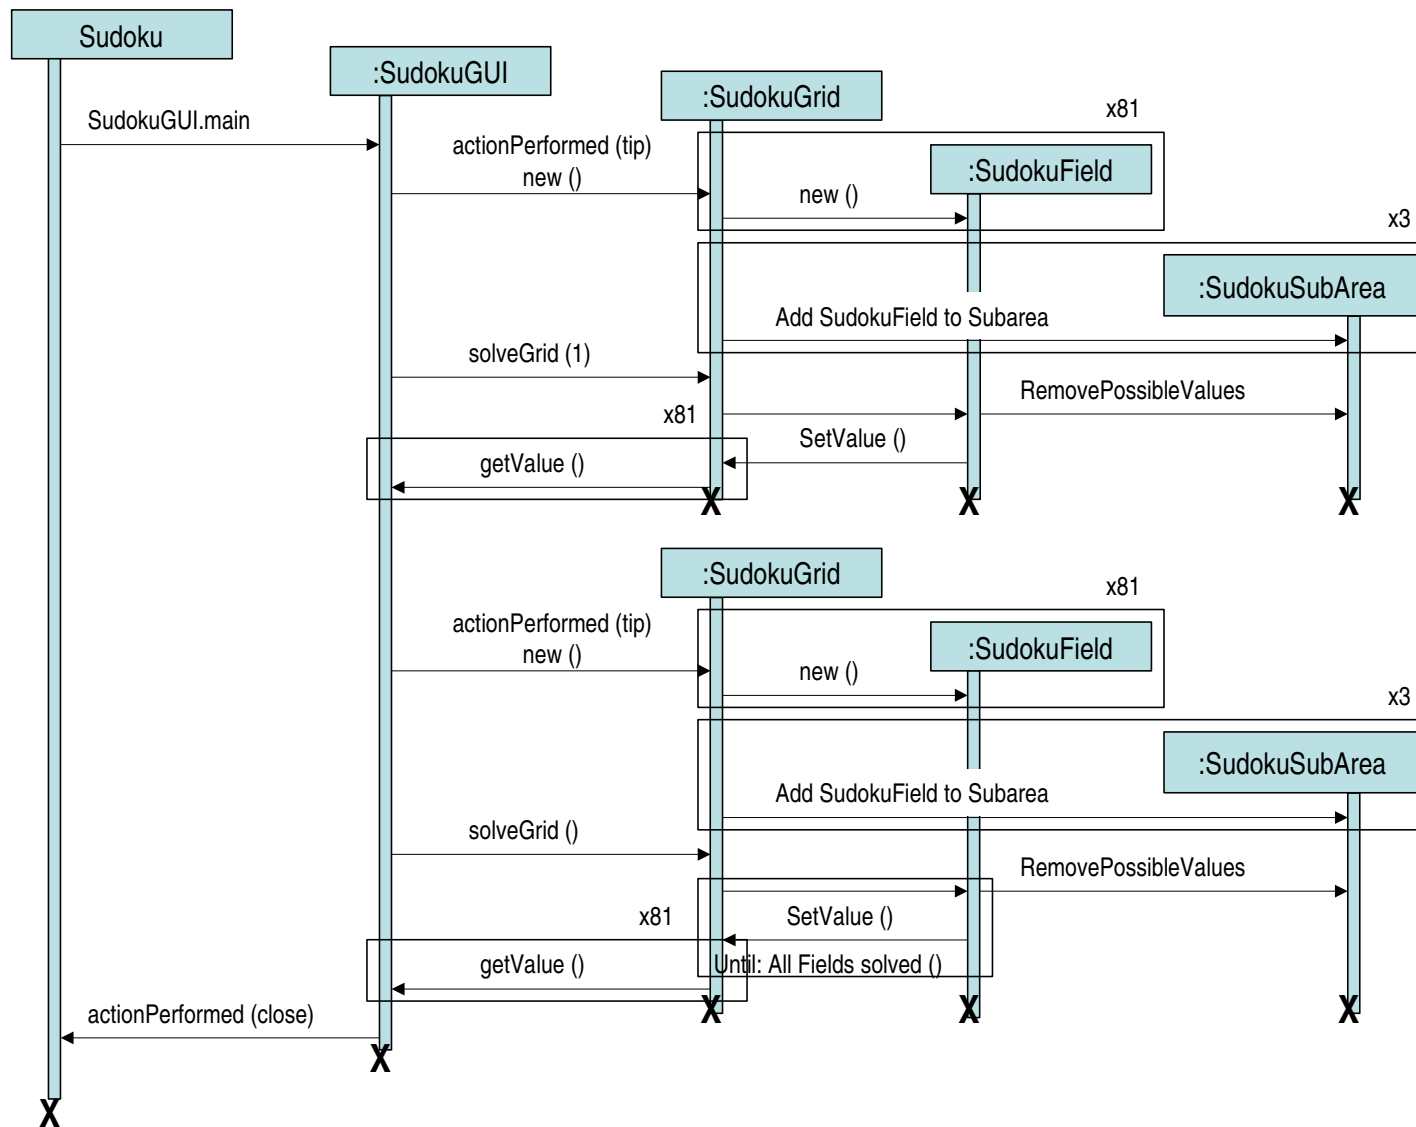 Sudoku
:SudokuGUI
:SudokuGrid
x81
SudokuGUI.main
actionPerformed (tip)
new ()
:SudokuField
new ()
x3
:SudokuSubArea
Add SudokuField to Subarea
solveGrid (1)
RemovePossibleValues
x81
SetValue ()
getValue ()
X
X
X
:SudokuGrid
x81
actionPerformed (tip)
new ()
:SudokuField
new ()
x3
:SudokuSubArea
Add SudokuField to Subarea
solveGrid ()
RemovePossibleValues
x81
SetValue ()
getValue ()
Until: All Fields solved ()
X
X
X
actionPerformed (close)
X
X